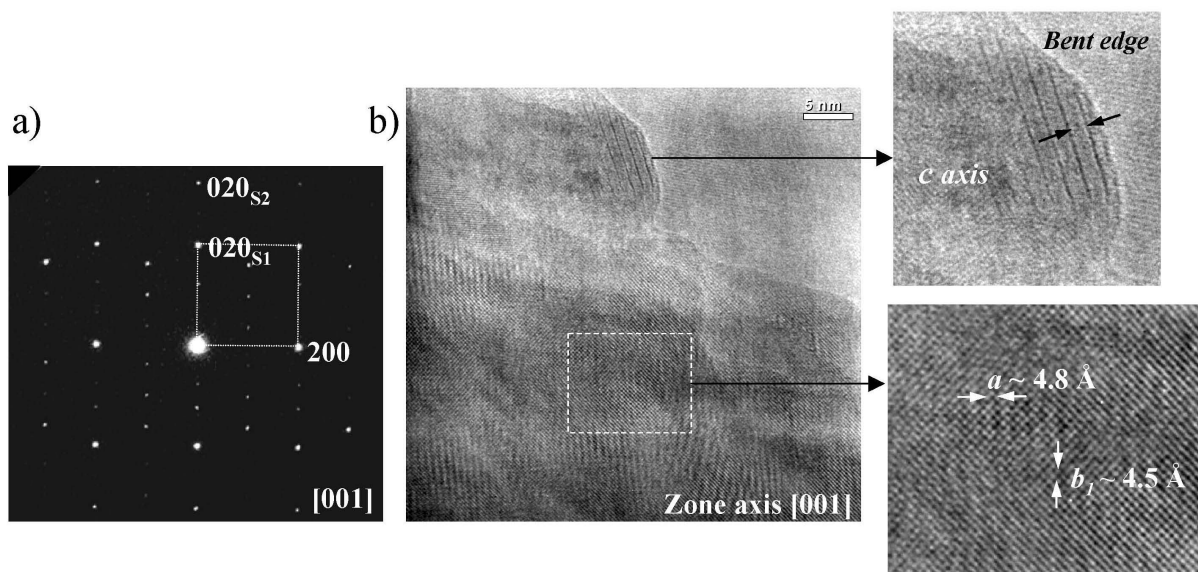 a)
020S2
020S1
200
[001]
b)
5 nm
Zone axis [001]
Bent edge
c axis
a ~ 4.8 Å
b1 ~ 4.5 Å